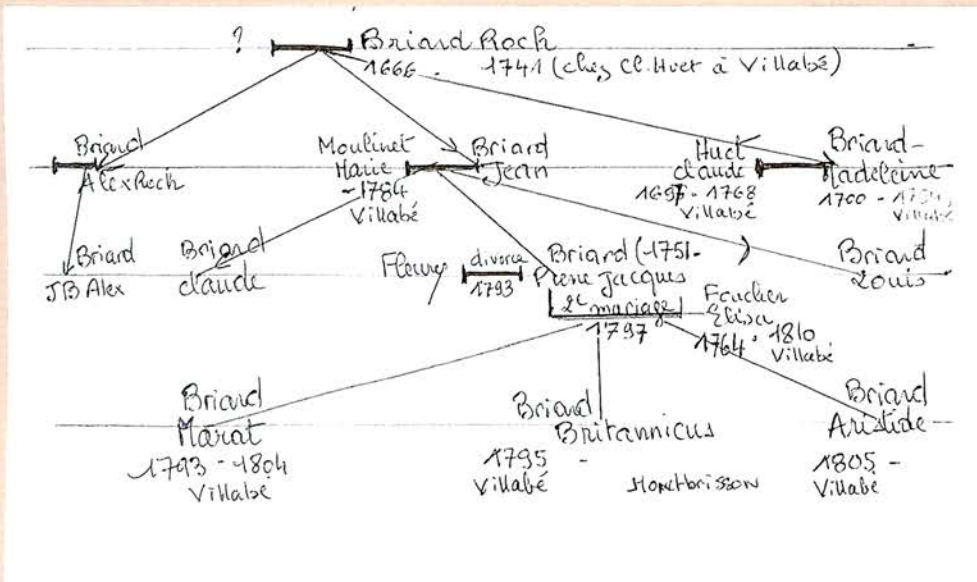 ? Briard Roch
1666 - 1741 (chez Cl. Huet à Villabé)
Briard
Alex Roch
Moulinet
Marie
- 1784
Villabé
Briard
Jean
Huet
Claude
1697 - 1768
Villabé
Briard-
Madeleine
1700 -
Villabé
Briard
JB Alex
Briard
Claude
Fleury
divorce
1793
Briard (-1751-
Pierre Jacques
)
Briard
Louis
2e mariage
1797
Faucher
Elisa
1764 - 1810
Villabé
Briard
Marat
1793 - 1804
Villabé
Briard
Britannicus
1795 -
Villabé Montbrisson
Briard
Aristide
1805 -
Villabé